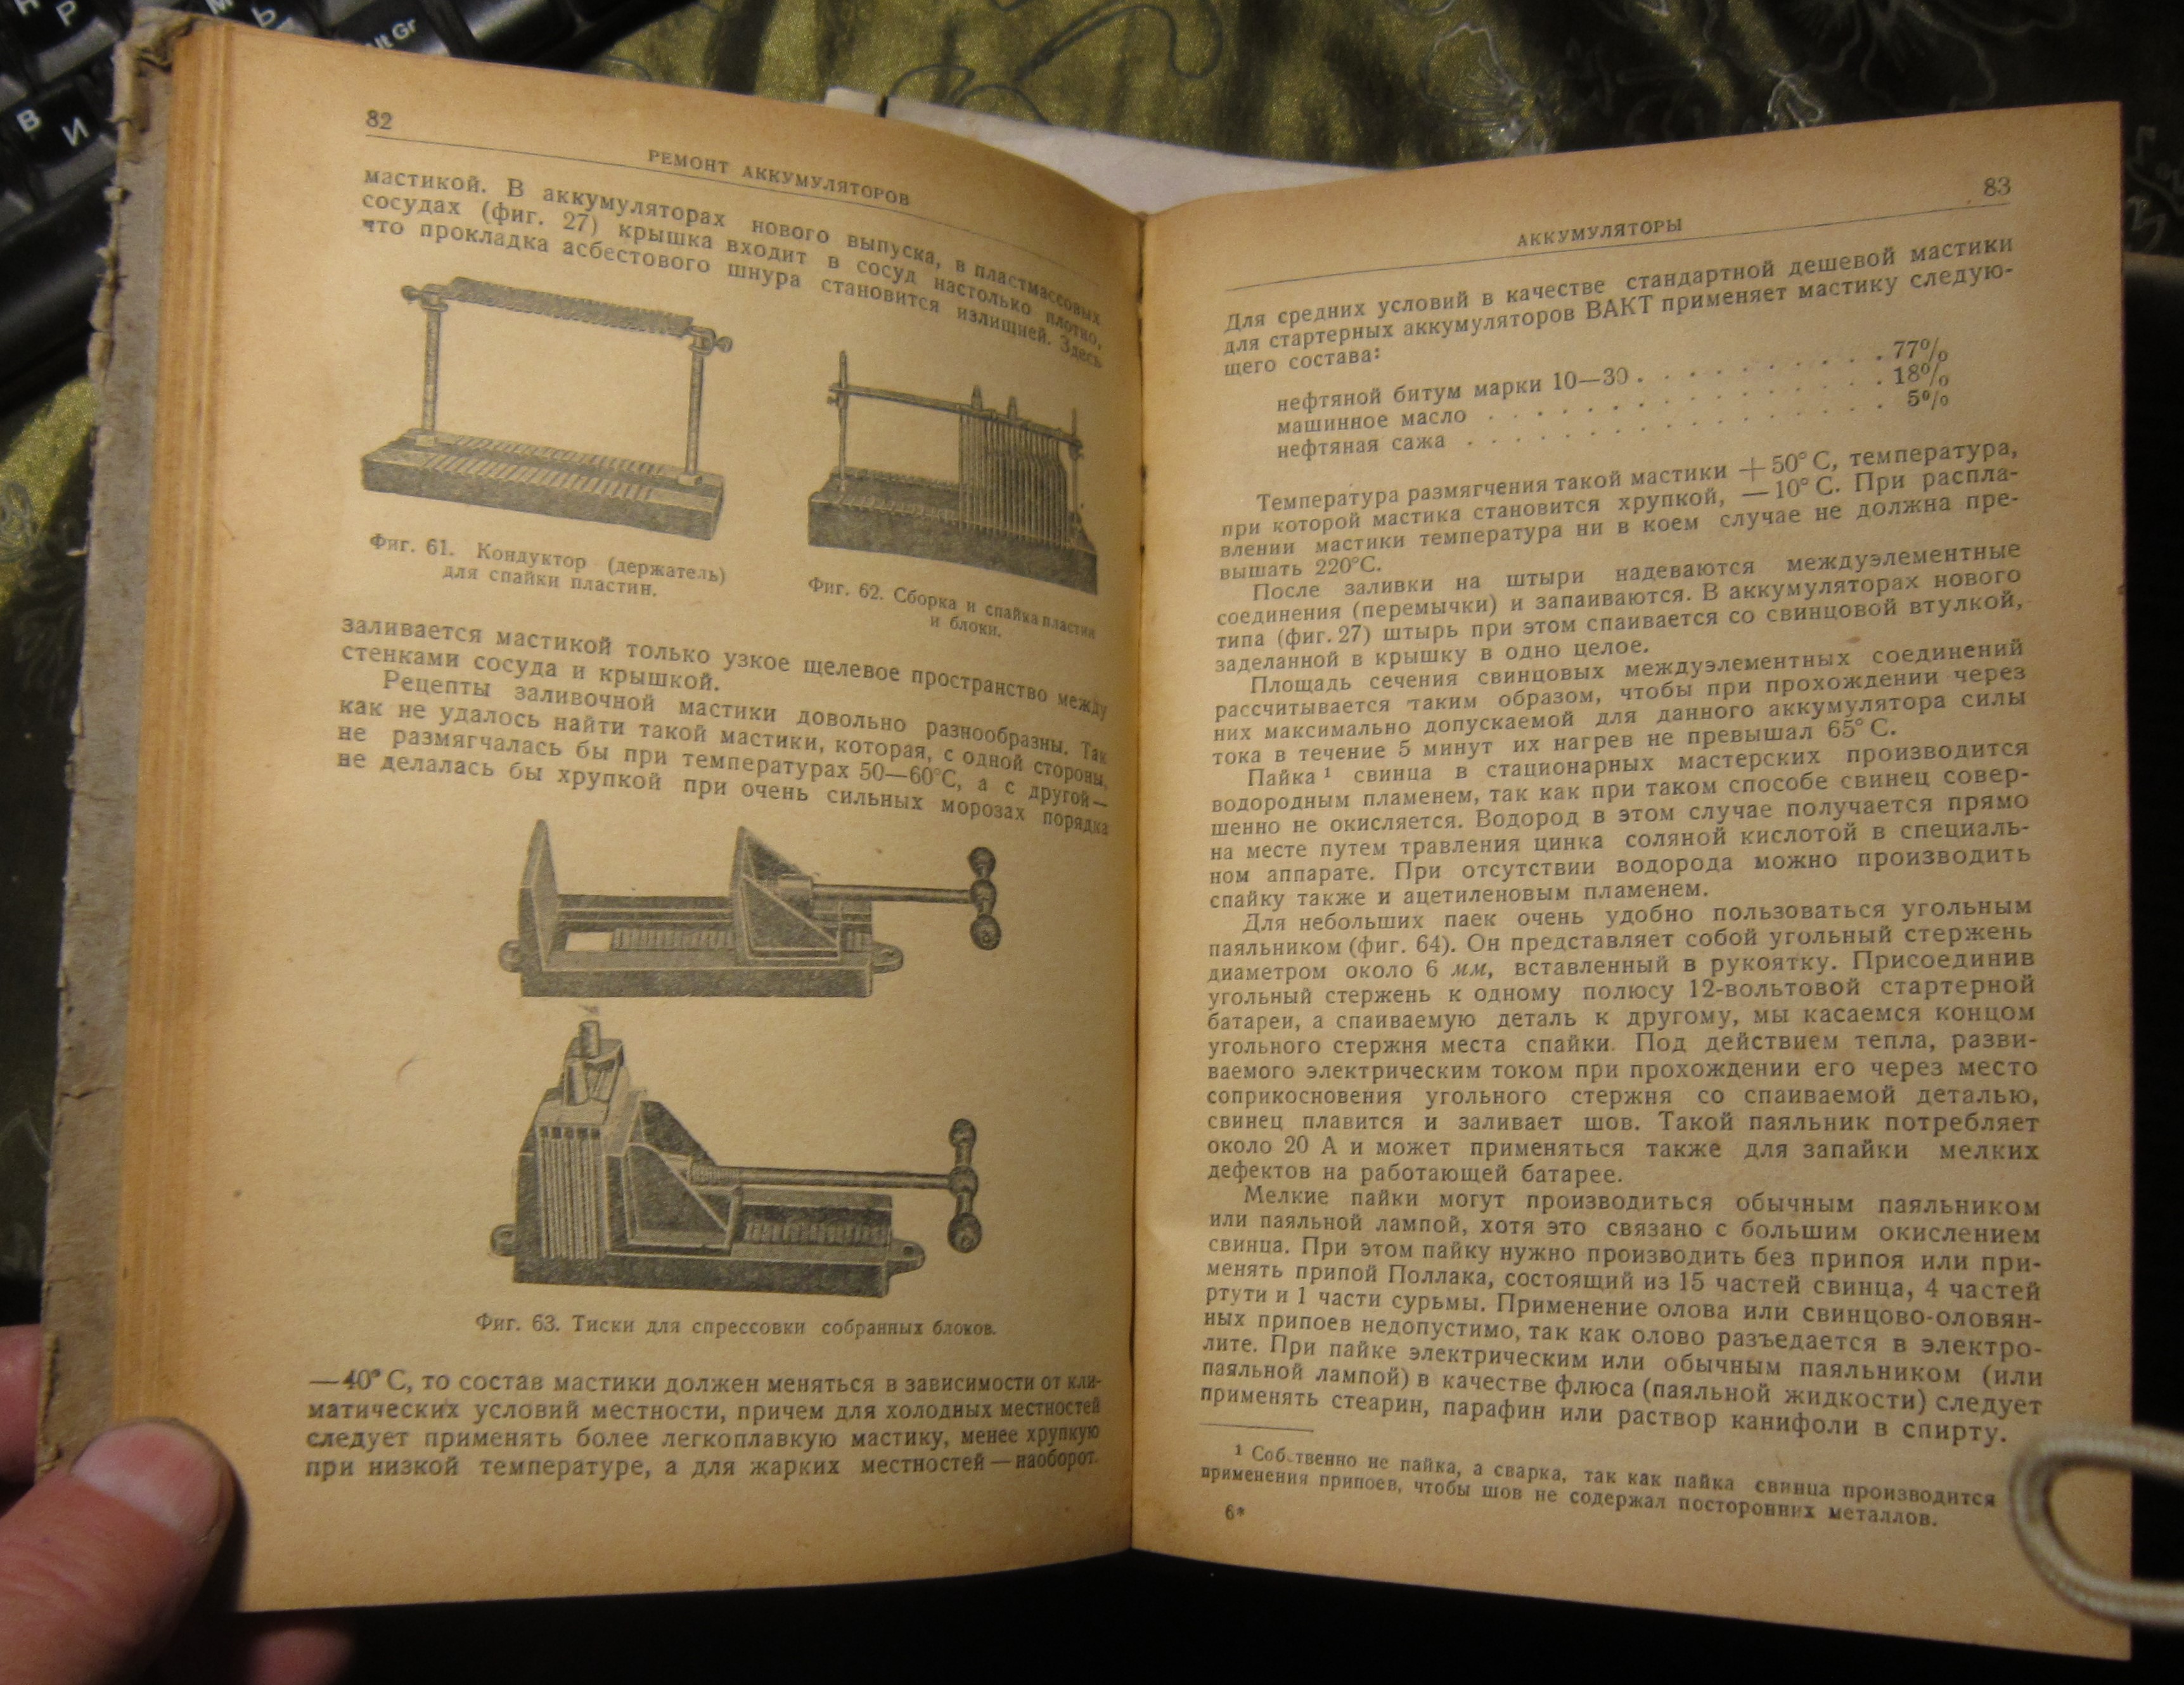 82
РЕМОНТ АККУМУЛЯТОРОВ
мастикой. В аккумуляторах нового выпуска, в пластмассовых
сосудах (фиг. 27) крышка входит в сосуд настолько плотно,
что прокладка асбестового шнура становится излишней. Здесь
Фиг. 61. Кондуктор (держатель)
для спайки пластин.
Фиг. 62. Сборка и спайка пластин
и блоки.
заливается мастикой только узкое щелевое пространство между
стенками сосуда и крышкой.
Рецепты заливочной мастики довольно разнообразны. Так
как не удалось найти такой мастики, которая, с одной стороны,
не размягчалась бы при температурах 50—60°С, а с другой—
не делалась бы хрупкой при очень сильных морозах порядка
Фиг. 63. Тиски для спрессовки собранных блоков.
—40° С, то состав мастики должен меняться в зависимости от кли-
матических условий местности, причем для холодных местностей
следует применять более легкоплавкую мастику, менее хрупкую
при низкой температуре, а для жарких местностей—наоборот.
83
АККУМУЛЯТОРЫ
Для средних условий в качестве стандартной дешевой мастики
для стартерных аккумуляторов ВАКТ применяет мастику следую-
щего состава:
нефтяной битум марки 10—30 . . . . . . . . . . 77%
машинное масло . . . . . . . . . . . . . . . 18%
нефтяная сажа . . . . . . . . . . . . . . . 5%
Температура размягчения такой мастики +50° С, температура,
при которой мастика становится хрупкой, —10° С. При распла-
влении мастики температура ни в коем случае не должна пре-
вышать 220°С.
После заливки на штыри надеваются междуэлементные
соединения (перемычки) и запаиваются. В аккумуляторах нового
типа (фиг. 27) штырь при этом спаивается со свинцовой втулкой,
заделанной в крышку в одно целое.
Площадь сечения свинцовых междуэлементных соединений
рассчитывается таким образом, чтобы при прохождении через
них максимально допускаемой для данного аккумулятора силы
тока в течение 5 минут их нагрев не превышал 65° С.
Пайка ¹ свинца в стационарных мастерских производится
водородным пламенем, так как при таком способе свинец совер-
шенно не окисляется. Водород в этом случае получается прямо
на месте путем травления цинка соляной кислотой в специаль-
ном аппарате. При отсутствии водорода можно производить
спайку также и ацетиленовым пламенем.
Для небольших паек очень удобно пользоваться угольным
паяльником (фиг. 64). Он представляет собой угольный стержень
диаметром около 6 мм, вставленный в рукоятку. Присоединив
угольный стержень к одному полюсу 12-вольтовой стартерной
батареи, а спаиваемую деталь к другому, мы касаемся концом
угольного стержня места спайки. Под действием тепла, разви-
ваемого электрическим током при прохождении его через место
соприкосновения угольного стержня со спаиваемой деталью,
свинец плавится и заливает шов. Такой паяльник потребляет
около 20 А и может применяться также для запайки мелких
дефектов на работающей батарее.
Мелкие пайки могут производиться обычным паяльником
или паяльной лампой, хотя это связано с большим окислением
свинца. При этом пайку нужно производить без припоя или при-
менять припой Поллака, состоящий из 15 частей свинца, 4 частей
ртути и 1 части сурьмы. Применение олова или свинцово-оловян-
ных припоев недопустимо, так как олово разъедается в электро-
лите. При пайке электрическим или обычным паяльником (или
паяльной лампой) в качестве флюса (паяльной жидкости) следует
применять стеарин, парафин или раствор канифоли в спирту.
¹ Собственно не пайка, а сварка, так как пайка свинца производится
применения припоев, чтобы шов не содержал посторонних металлов.
6*
Р
Ь
Alt Gr
В
И